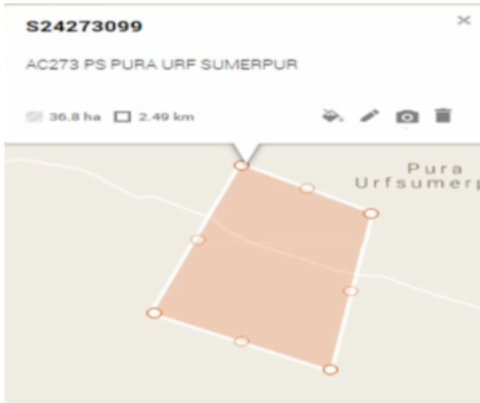 S24273099
AC273 PS PURA URF SUMERPUR
36.8 ha 2.49 km
Pura
Urfsumerp